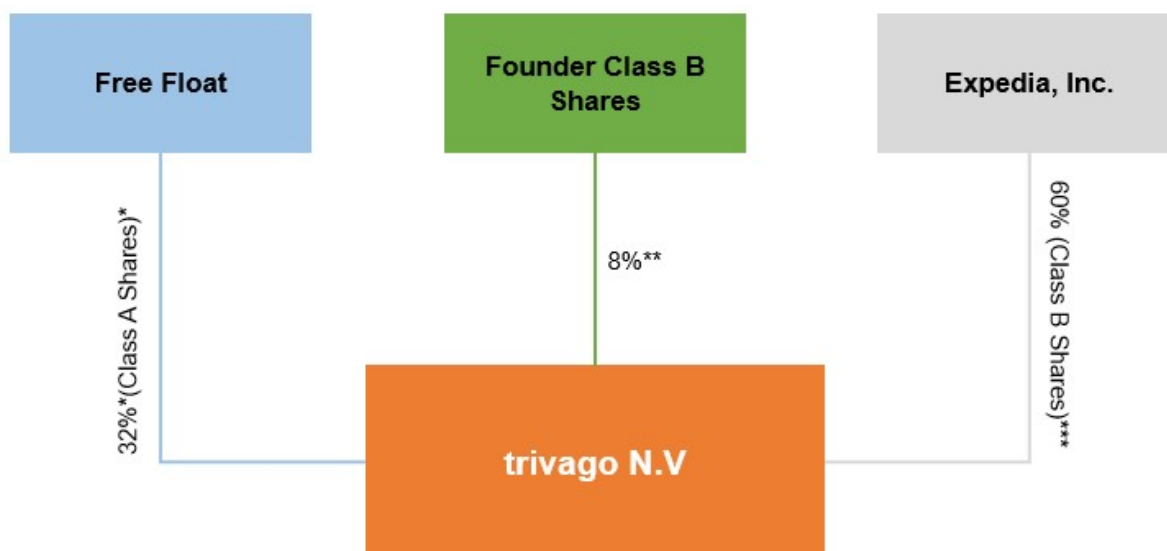 Free Float
Founder Class B
Shares
Expedia, Inc.
32%*(Class A Shares)*
8%**
60% (Class B Shares)***
trivago N.V